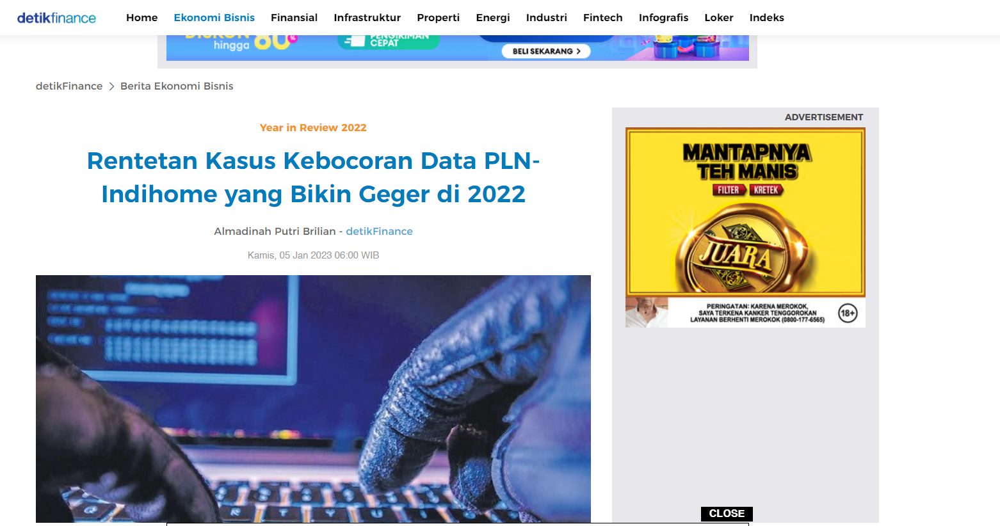 detikfinance Home Ekonomi Bisnis Finansial Infrastruktur Properti Energi Industri Fintech Infografis Loker Indeks
DISKON
hingga 60%
PENGIRIMAN
CEPAT
BELI SEKARANG >
detikFinance > Berita Ekonomi Bisnis
Year in Review 2022
Rentetan Kasus Kebocoran Data PLN-
Indihome yang Bikin Geger di 2022
Almadinah Putri Brilian - detikFinance
Kamis, 05 Jan 2023 06:00 WIB
Q R T Y U
ADVERTISEMENT
MANTAPNYA
TEH MANIS
FILTER KRETEK
JUARA
PERINGATAN: KARENA MEROKOK,
SAYA TERKENA KANKER TENGGOROKAN
LAYANAN BERHENTI MEROKOK (0800-177-6565)
18+
CLOSE